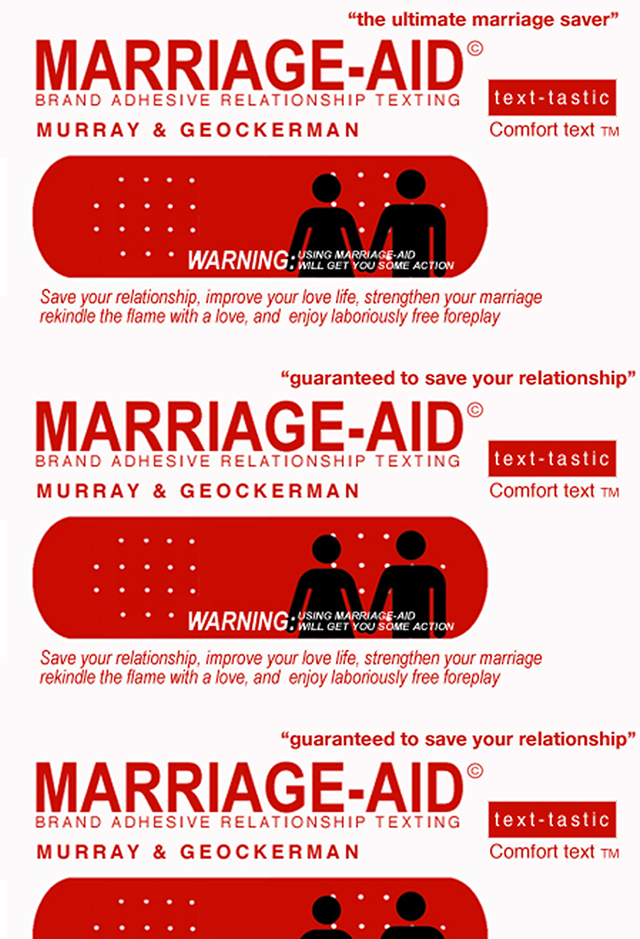 “the ultimate marriage saver”
MARRIAGE-AID©
BRAND ADHESIVE RELATIONSHIP TEXTING
text-tastic
MURRAY & GEOCKERMAN
Comfort text TM
WARNING: USING MARRIAGE-AID
WILL GET YOU SOME ACTION
Save your relationship, improve your love life, strengthen your marriage
rekindle the flame with a love, and enjoy laboriously free foreplay
“guaranteed to save your relationship”
MARRIAGE-AID©
BRAND ADHESIVE RELATIONSHIP TEXTING
text-tastic
MURRAY & GEOCKERMAN
Comfort text TM
WARNING: USING MARRIAGE-AID
WILL GET YOU SOME ACTION
Save your relationship, improve your love life, strengthen your marriage
rekindle the flame with a love, and enjoy laboriously free foreplay
“guaranteed to save your relationship”
MARRIAGE-AID©
BRAND ADHESIVE RELATIONSHIP TEXTING
text-tastic
MURRAY & GEOCKERMAN
Comfort text TM